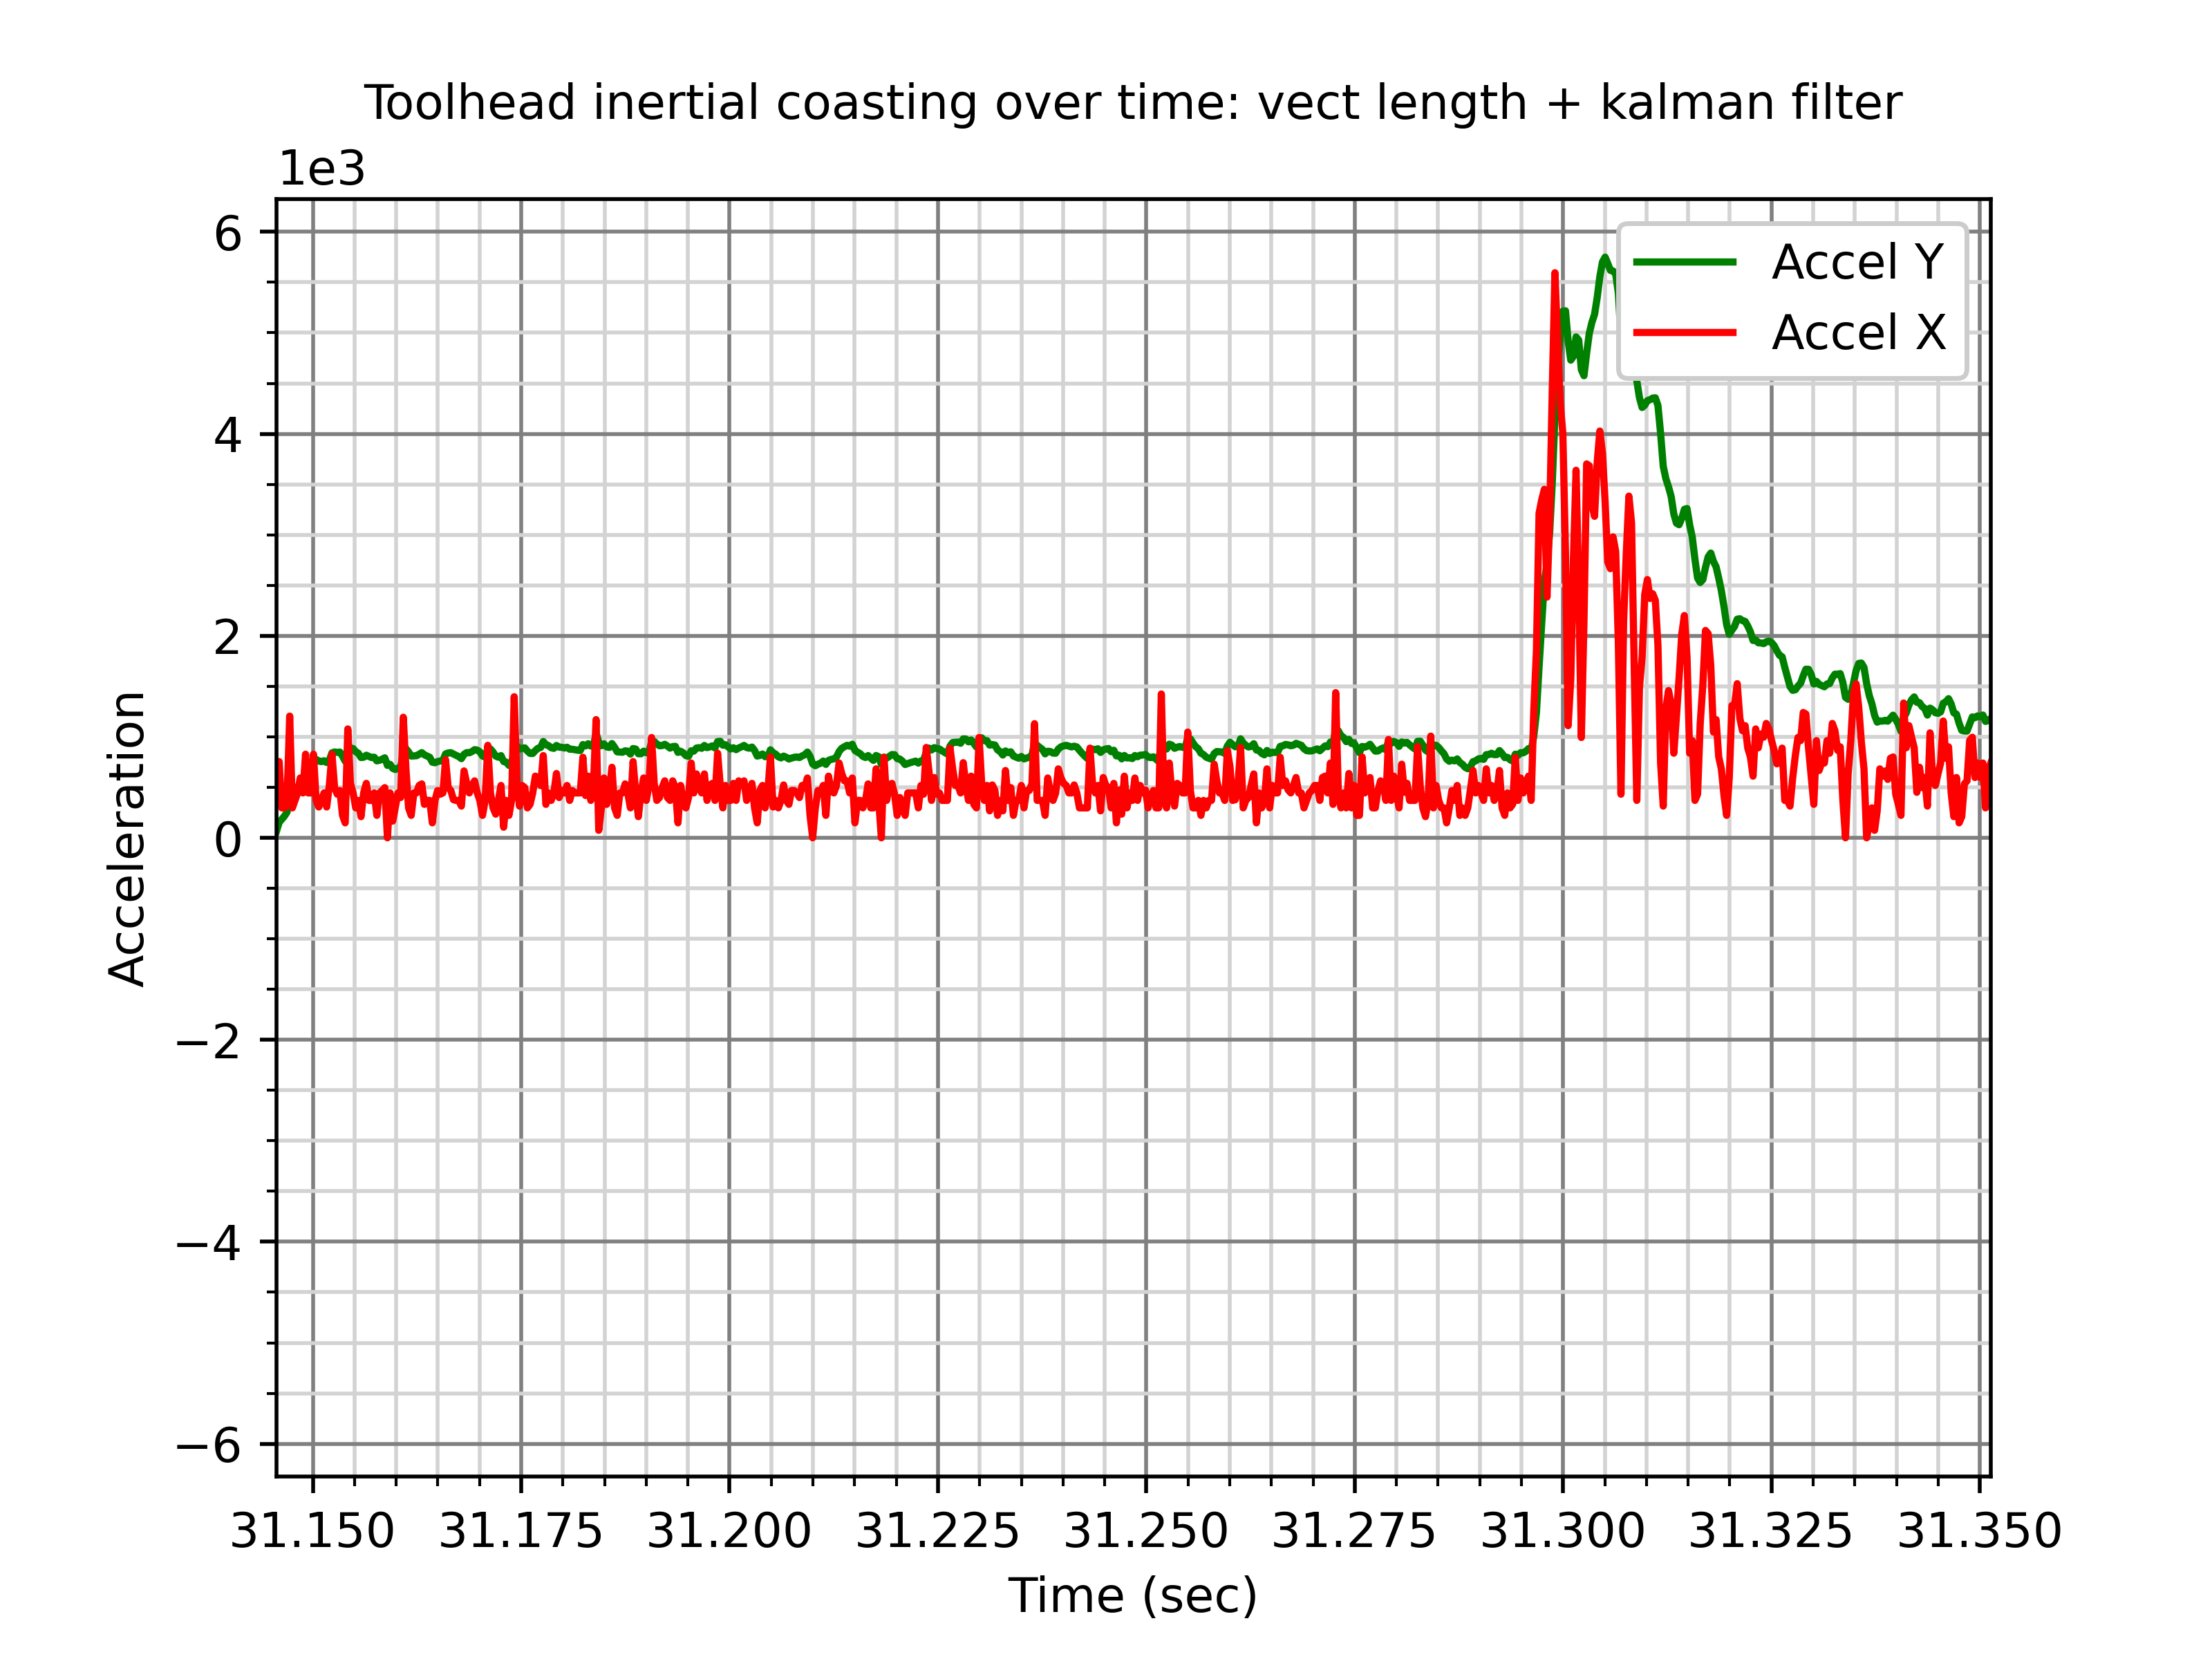 Toolhead inertial coasting over time: vect length + kalman filter
1e3
Accel Y
Accel X
6
4
2
0
−2
−4
−6
Acceleration
31.150 31.175 31.200 31.225 31.250 31.275 31.300 31.325 31.350
Time (sec)